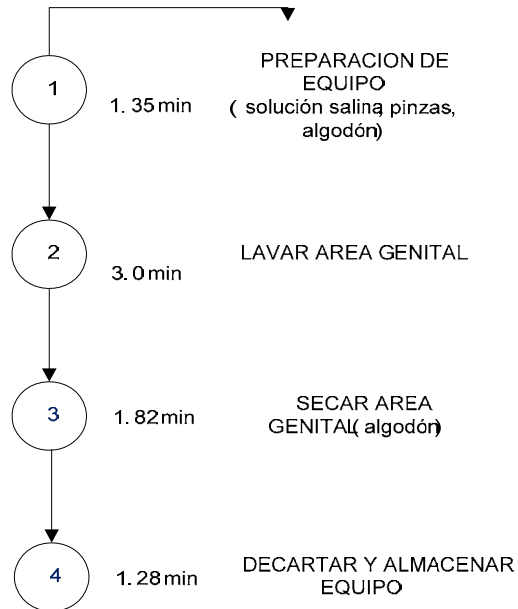 1
1.35 min
PREPARACION DE
EQUIPO
( solución salina, pinzas,
algodón)
2
3.0 min
LAVAR AREA GENITAL
3
1.82 min
SECAR AREA
GENITAL( algodón)
4
1.28 min
DECARTAR Y ALMACENAR
EQUIPO